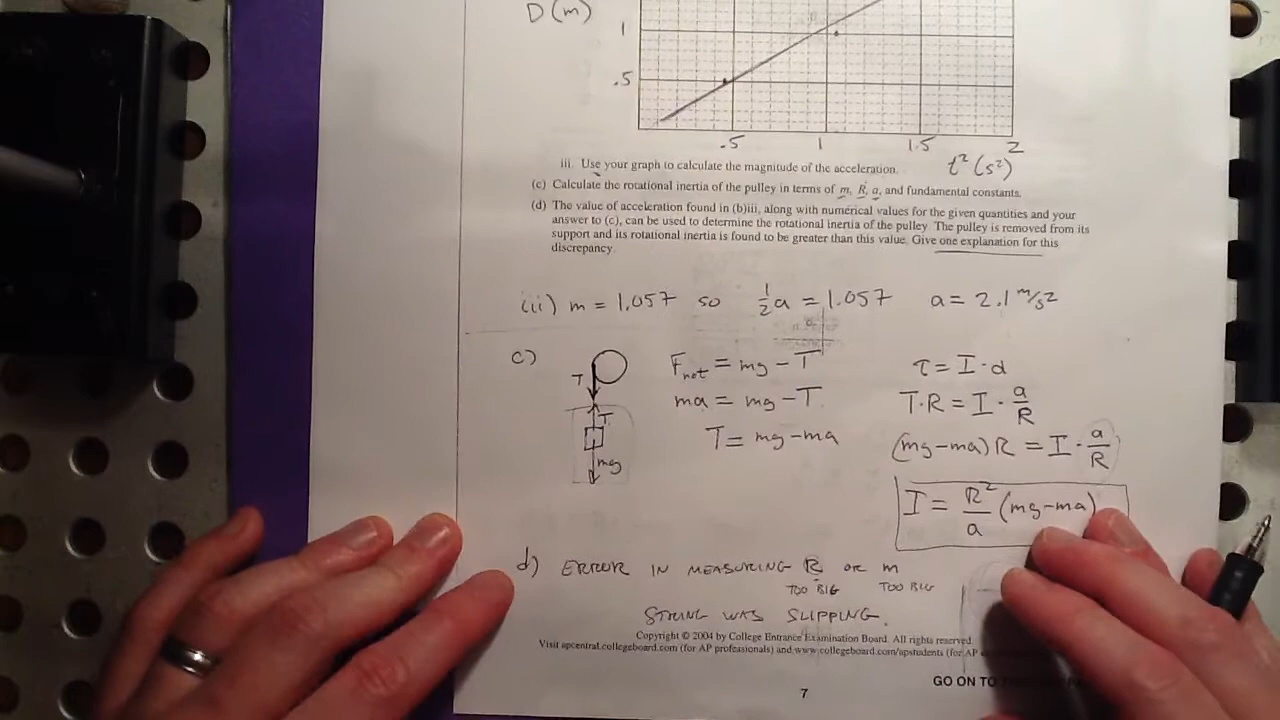 D (m)
1
.5
.5 1 1.5 2
t² (s²)
iii. Use your graph to calculate the magnitude of the acceleration.
(c) Calculate the rotational inertia of the pulley in terms of m, R, a, and fundamental constants.
(d) The value of acceleration found in (b)iii, along with numerical values for the given quantities and your
answer to (c), can be used to determine the rotational inertia of the pulley. The pulley is removed from its
support and its rotational inertia is found to be greater than this value. Give one explanation for this
discrepancy.
(ii) m = 1.057 so ½a = 1.057 a = 2.1 m/s²
c)
T
T
mg
Fnet = mg - T
ma = mg - T
T = mg - ma
τ = I · α
T·R = I · a/R
(mg-ma)R = I · a/R
I = R²/a (mg-ma)
d) ERROR IN MEASURING R OR m
TOO BIG TOO BIG
STRING WAS SLIPPING.
Copyright © 2004 by College Entrance Examination Board. All rights reserved.
Visit apcentral.collegeboard.com (for AP professionals) and www.collegeboard.com/apstudents (for AP
GO ON TO
7